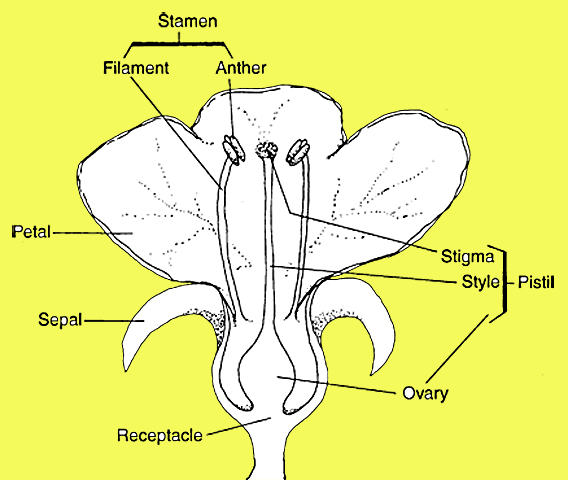 Stamen
Filament Anther
Petal
Stigma
Style Pistil
Sepal
Ovary
Receptacle